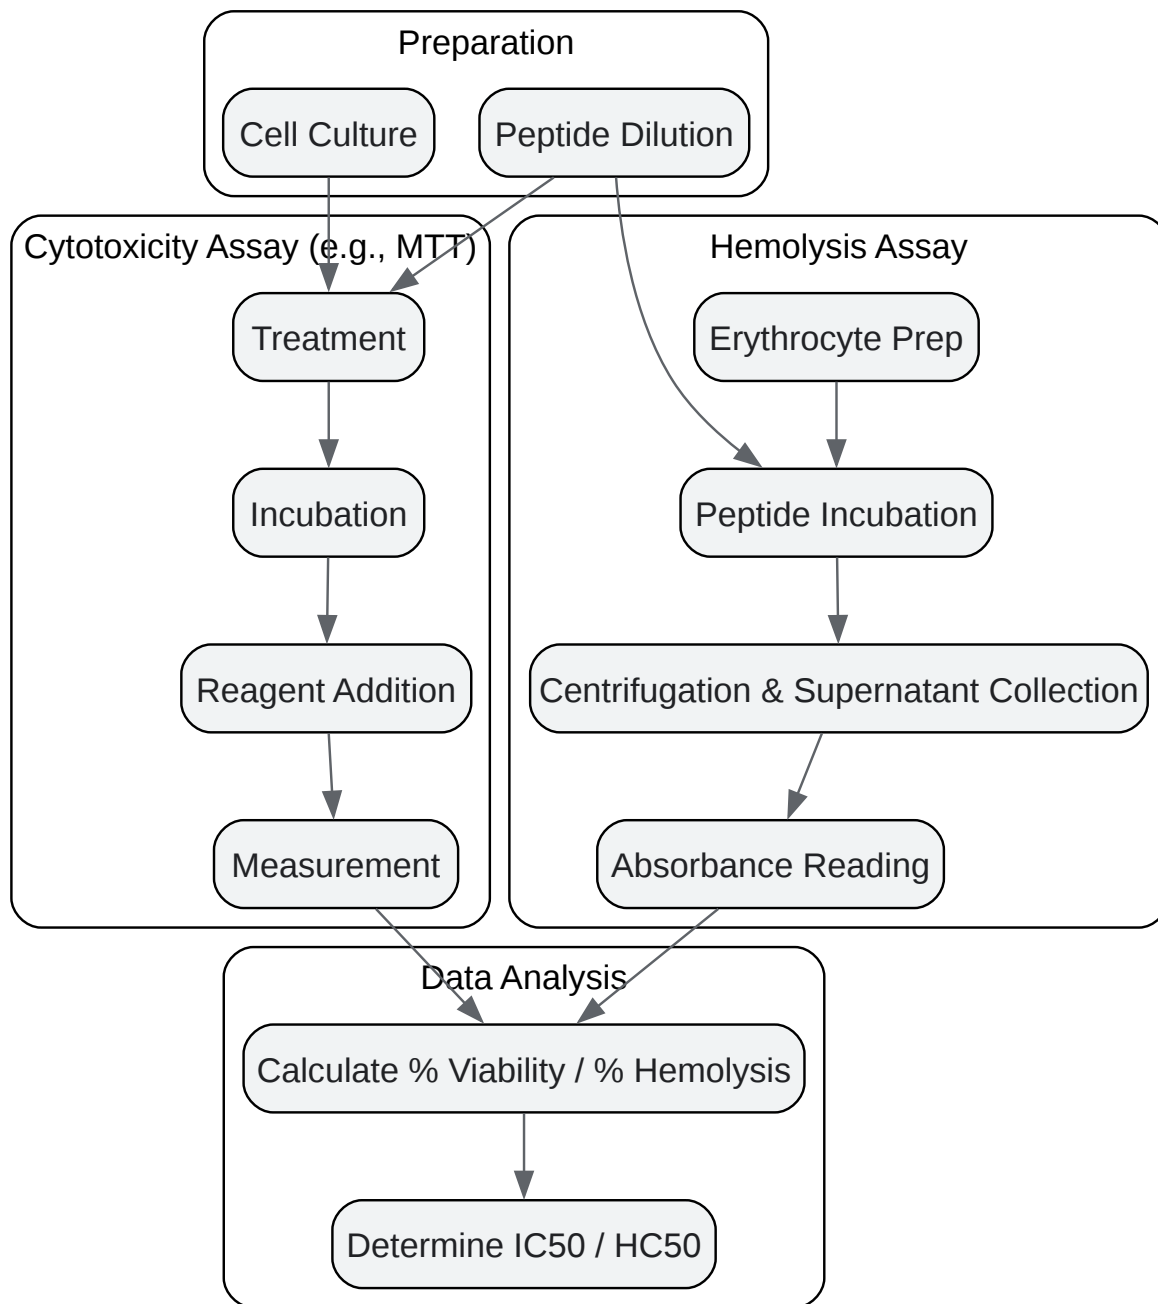 Preparation
Cell Culture
Peptide Dilution
Cytotoxicity Assay (e.g., MTT)
Hemolysis Assay
Treatment
Erythrocyte Prep
Incubation
Peptide Incubation
Reagent Addition
Centrifugation & Supernatant Collection
Measurement
Absorbance Reading
Data Analysis
Calculate % Viability / % Hemolysis
Determine IC50 / HC50